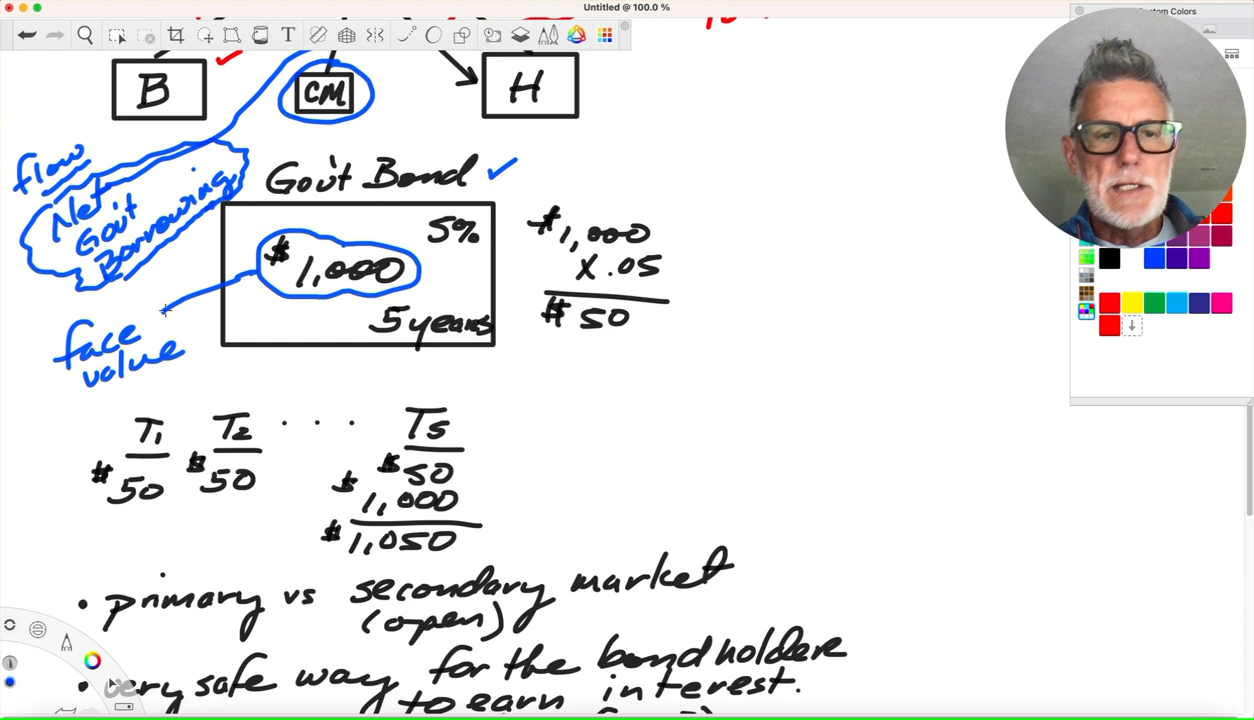 Untitled @ 100.0 %
Custom Colors
T
B
CM
H
flow
Net
Gov't
Borrowing
Gov't Bond ✓
5%
$1,000
5 years
$1,000
X .05
$50
face
value
T1 T2 . . . T5
$50 $50 $50
$1,000
$1,050
• primary vs secondary market
(open)
• very safe way for the bondholder
to earn interest.